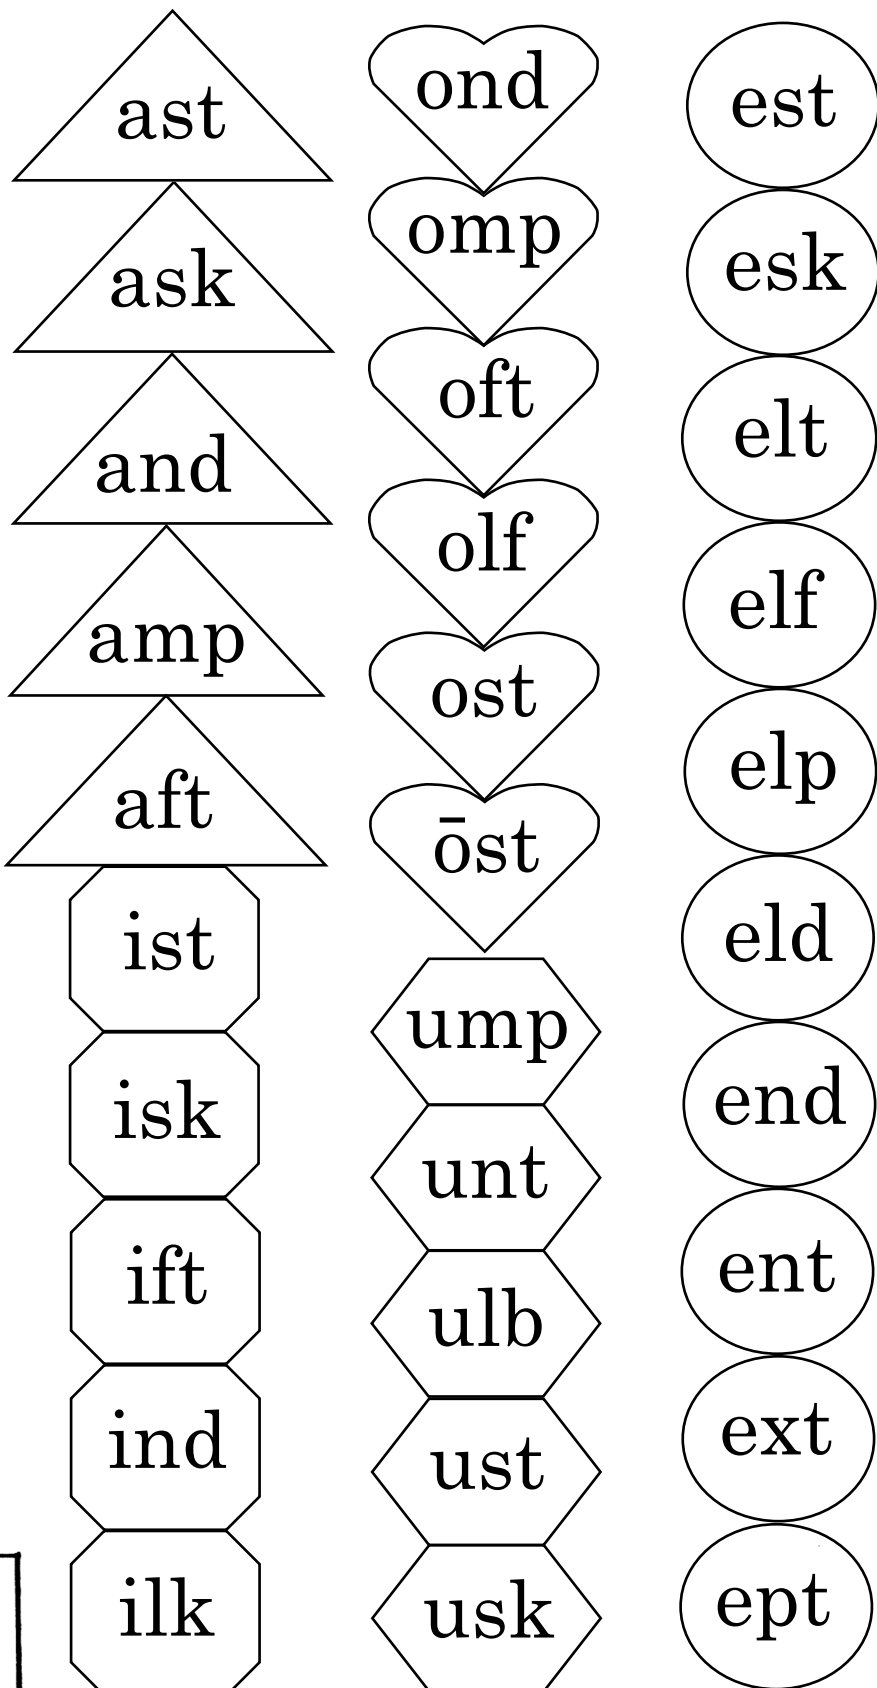 ast
ask
and
amp
aft
ist
isk
ift
ind
ilk
ond
omp
oft
olf
ost
ōst
ump
unt
ulb
ust
usk
est
esk
elt
elf
elp
eld
end
ent
ext
ept